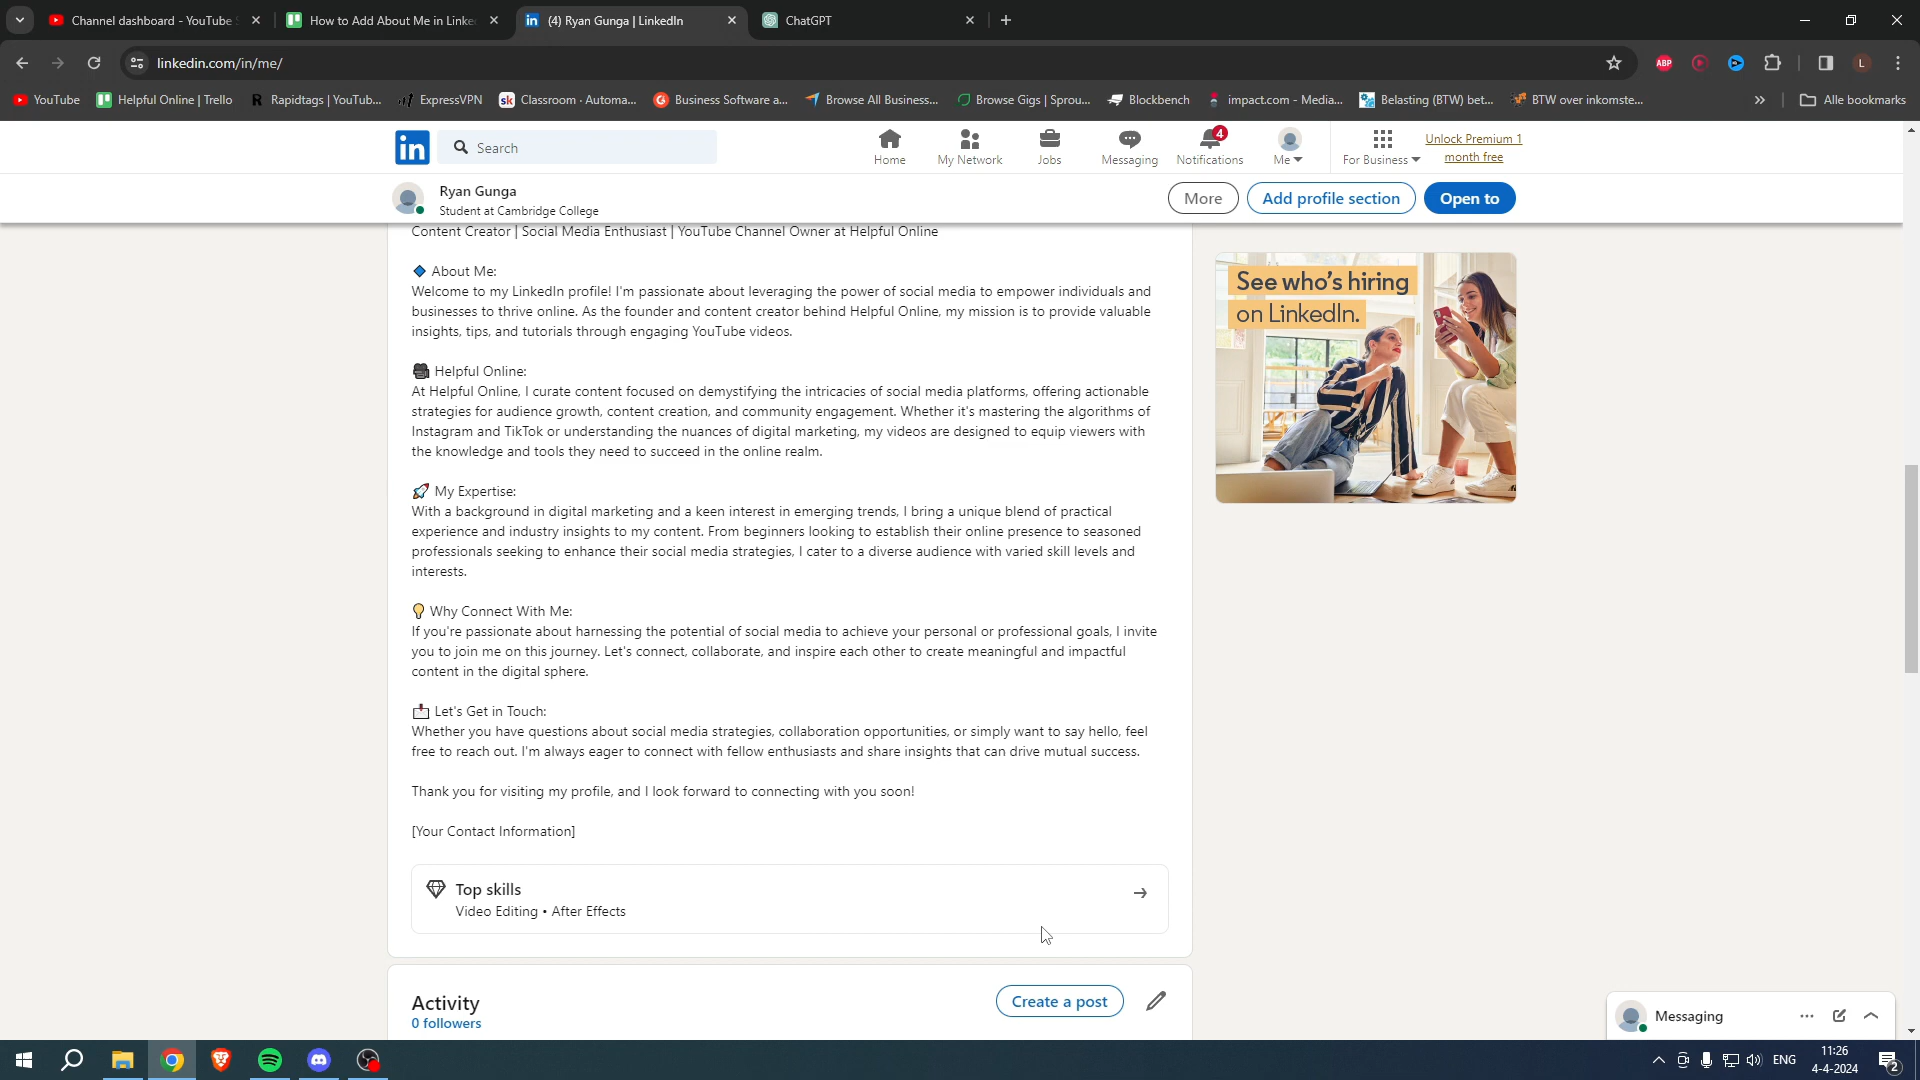 Channel dashboard - YouTube
How to Add About Me in Linke
(4) Ryan Gunga | LinkedIn
ChatGPT
linkedin.com/in/me/
ABP
L
YouTube
Helpful Online | Trello
Rapidtags | YouTub...
ExpressVPN
Classroom - Automa...
Business Software a...
Browse All Business...
Browse Gigs | Sprou...
Blockbench
impact.com - Media...
Belasting (BTW) bet...
BTW over inkomste...
Alle bookmarks
in
Search
Home
My Network
Jobs
Messaging
4
Notifications
Me
For Business
Unlock Premium 1
month free
Ryan Gunga
Student at Cambridge College
More
Add profile section
Open to
Content Creator | Social Media Enthusiast | YouTube Channel Owner at Helpful Online
🔷 About Me:
Welcome to my LinkedIn profile! I'm passionate about leveraging the power of social media to empower individuals and
businesses to thrive online. As the founder and content creator behind Helpful Online, my mission is to provide valuable
insights, tips, and tutorials through engaging YouTube videos.
🎥 Helpful Online:
At Helpful Online, I curate content focused on demystifying the intricacies of social media platforms, offering actionable
strategies for audience growth, content creation, and community engagement. Whether it's mastering the algorithms of
Instagram and TikTok or understanding the nuances of digital marketing, my videos are designed to equip viewers with
the knowledge and tools they need to succeed in the online realm.
🚀 My Expertise:
With a background in digital marketing and a keen interest in emerging trends, I bring a unique blend of practical
experience and industry insights to my content. From beginners looking to establish their online presence to seasoned
professionals seeking to enhance their social media strategies, I cater to a diverse audience with varied skill levels and
interests.
💡 Why Connect With Me:
If you're passionate about harnessing the potential of social media to achieve your personal or professional goals, I invite
you to join me on this journey. Let's connect, collaborate, and inspire each other to create meaningful and impactful
content in the digital sphere.
📩 Let's Get in Touch:
Whether you have questions about social media strategies, collaboration opportunities, or simply want to say hello, feel
free to reach out. I'm always eager to connect with fellow enthusiasts and share insights that can drive mutual success.
Thank you for visiting my profile, and I look forward to connecting with you soon!
[Your Contact Information]
Top skills
Video Editing • After Effects
Activity
0 followers
Create a post
See who's hiring
on LinkedIn.
Messaging
ENG
11:26
4-4-2024
2